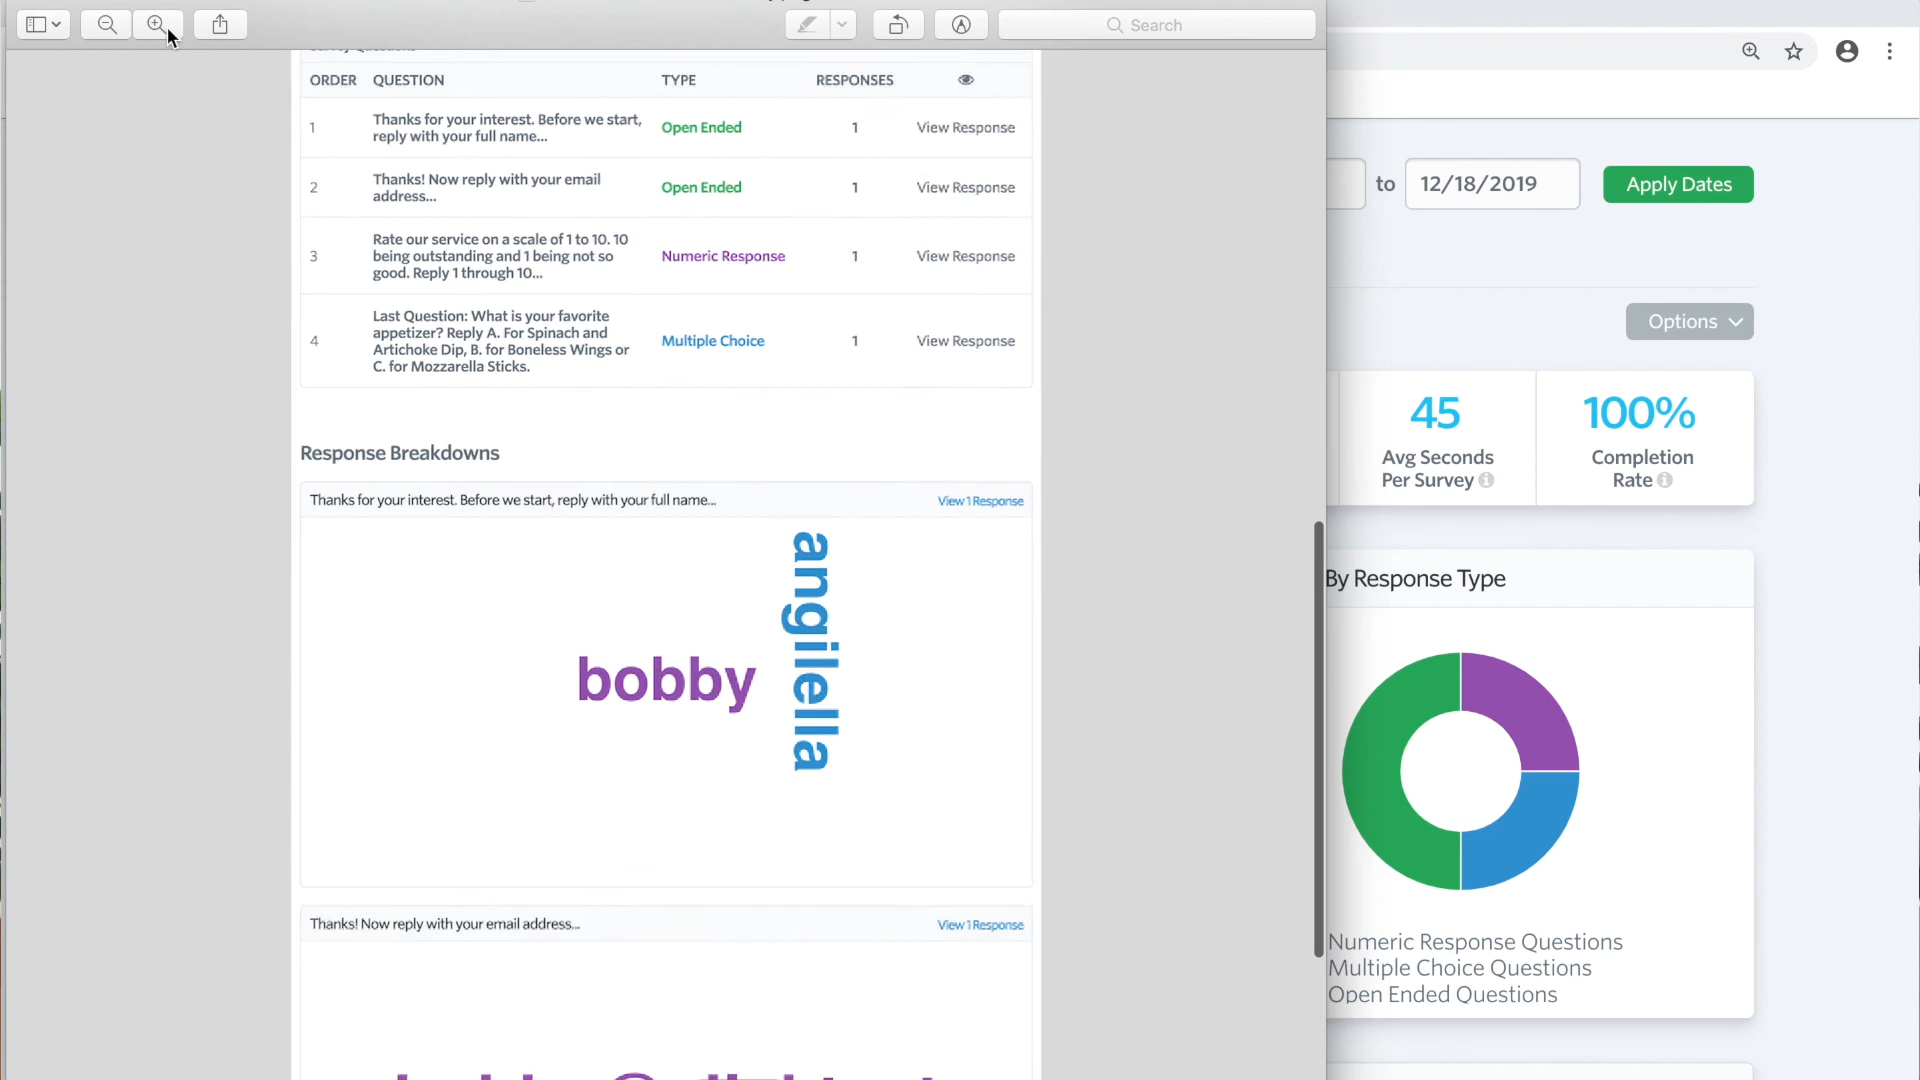 Search
ORDER QUESTION TYPE RESPONSES
1 Thanks for your interest. Before we start, reply with your full name... Open Ended 1 View Response
2 Thanks! Now reply with your email address... Open Ended 1 View Response
3 Rate our service on a scale of 1 to 10. 10 being outstanding and 1 being not so good. Reply 1 through 10... Numeric Response 1 View Response
4 Last Question: What is your favorite appetizer? Reply A. For Spinach and Artichoke Dip, B. for Boneless Wings or C. for Mozzarella Sticks. Multiple Choice 1 View Response
Response Breakdowns
Thanks for your interest. Before we start, reply with your full name... View 1 Response
bobby
angilella
Thanks! Now reply with your email address... View 1 Response
to 12/18/2019 Apply Dates
Options
45
Avg Seconds
Per Survey
100%
Completion
Rate
By Response Type
Numeric Response Questions
Multiple Choice Questions
Open Ended Questions